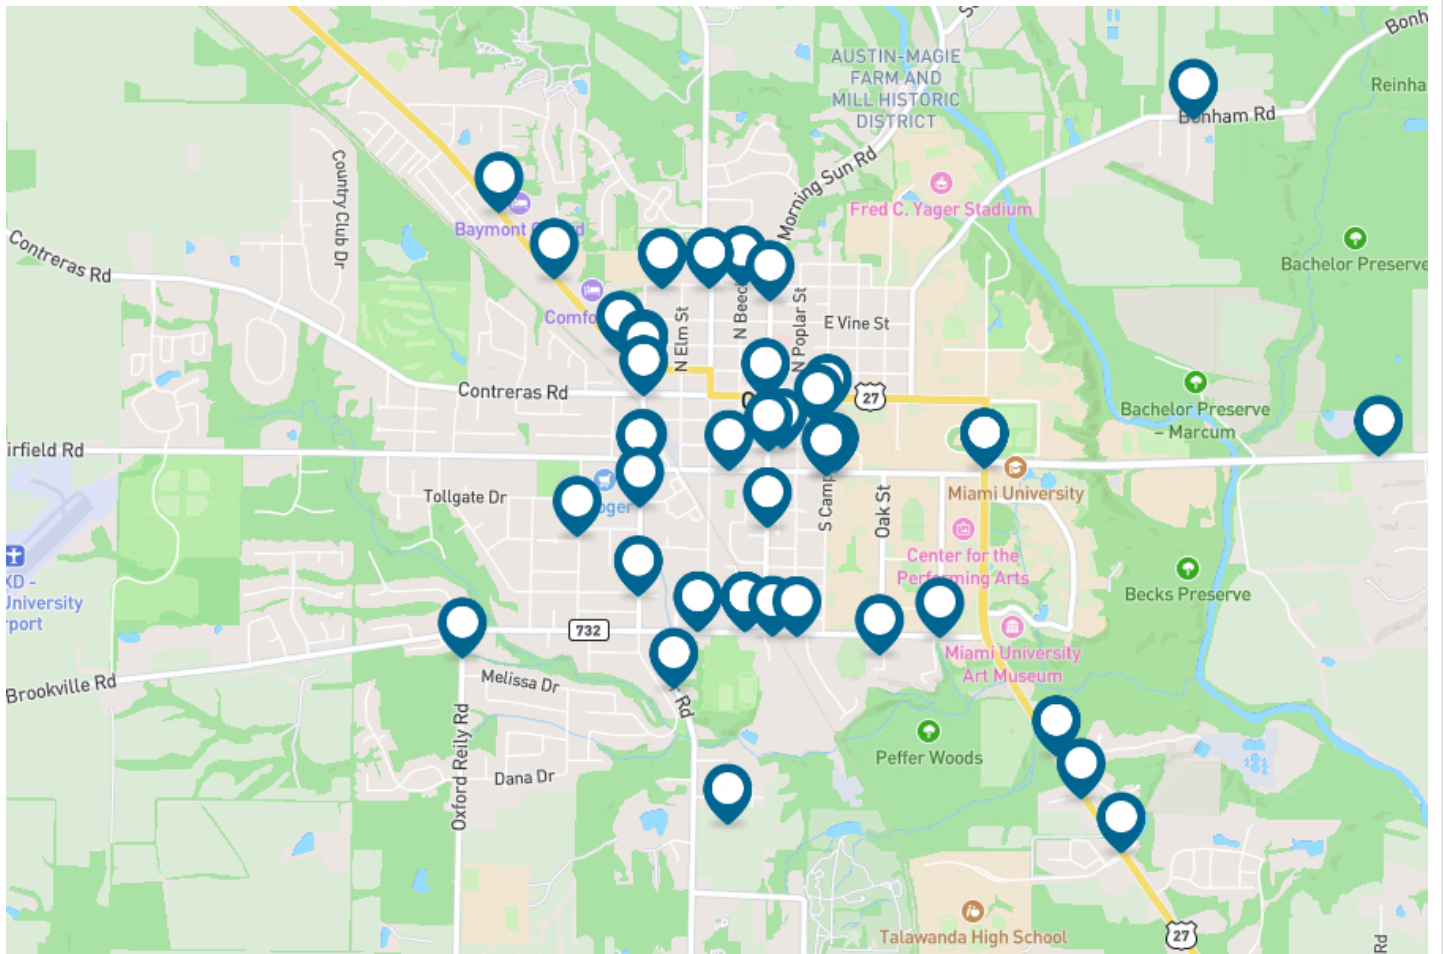 Bonh
AUSTIN-MAGIE
FARM AND
MILL HISTORIC
DISTRICT
Reinha
Bonham Rd
Morning Sun Rd
Country Club Dr
Fred C. Yager Stadium
Baymont
Contreras Rd
Bachelor Preserve
Comfo
N Elm St
N Beec
N Poplar St
E Vine St
Contreras Rd
27
Bachelor Preserve
– Marcum
irfield Rd
Miami University
Tollgate Dr
oger
S Camp
Oak St
Center for the
Performing Arts
XD -
University
rport
Becks Preserve
732
Miami University
Art Museum
Brookville Rd
Melissa Dr
Rd
Oxford Reily Rd
Peffer Woods
Dana Dr
Talawanda High School
27
Rd